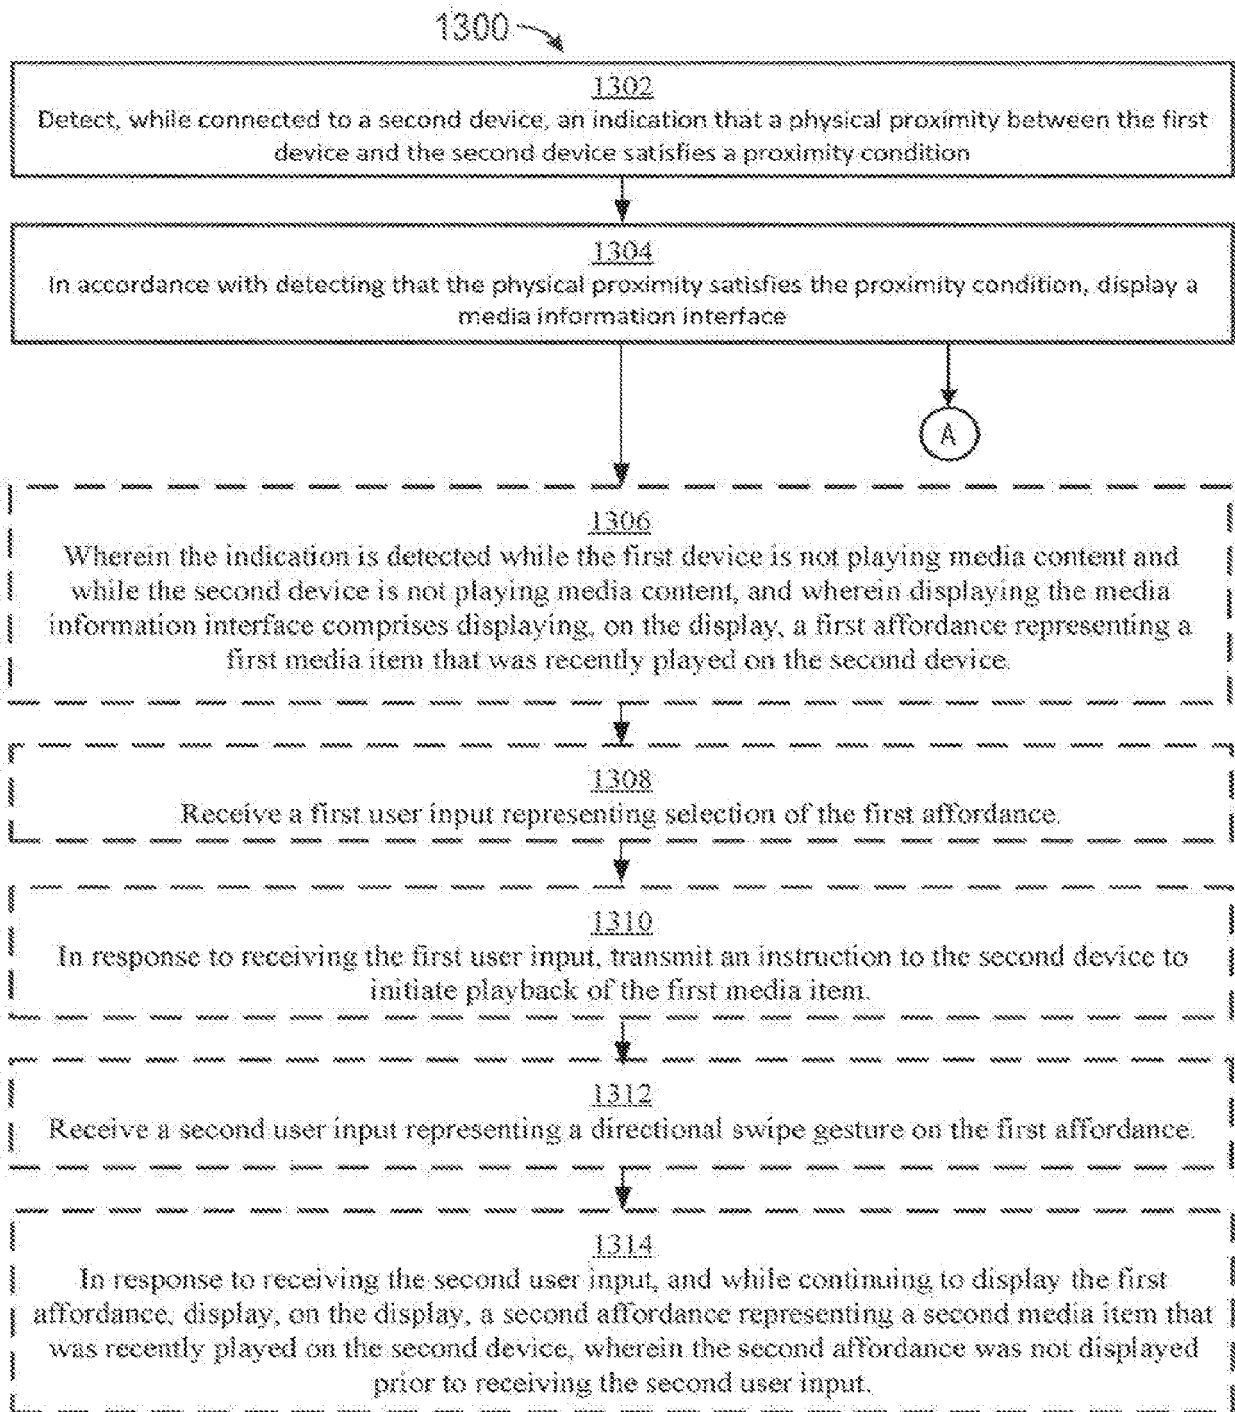 1300
1302
Detect, while connected to a second device, an indication that a physical proximity between the first
device and the second device satisfies a proximity condition
1304
In accordance with detecting that the physical proximity satisfies the proximity condition, display a
media information interface
A
1306
Wherein the indication is detected while the first device is not playing media content and
while the second device is not playing media content, and wherein displaying the media
information interface comprises displaying, on the display, a first affordance representing a
first media item that was recently played on the second device.
1308
Receive a first user input representing selection of the first affordance.
1310
In response to receiving the first user input, transmit an instruction to the second device to
initiate playback of the first media item.
1312
Receive a second user input representing a directional swipe gesture on the first affordance.
1314
In response to receiving the second user input, and while continuing to display the first
affordance, display, on the display, a second affordance representing a second media item that
was recently played on the second device, wherein the second affordance was not displayed
prior to receiving the second user input.